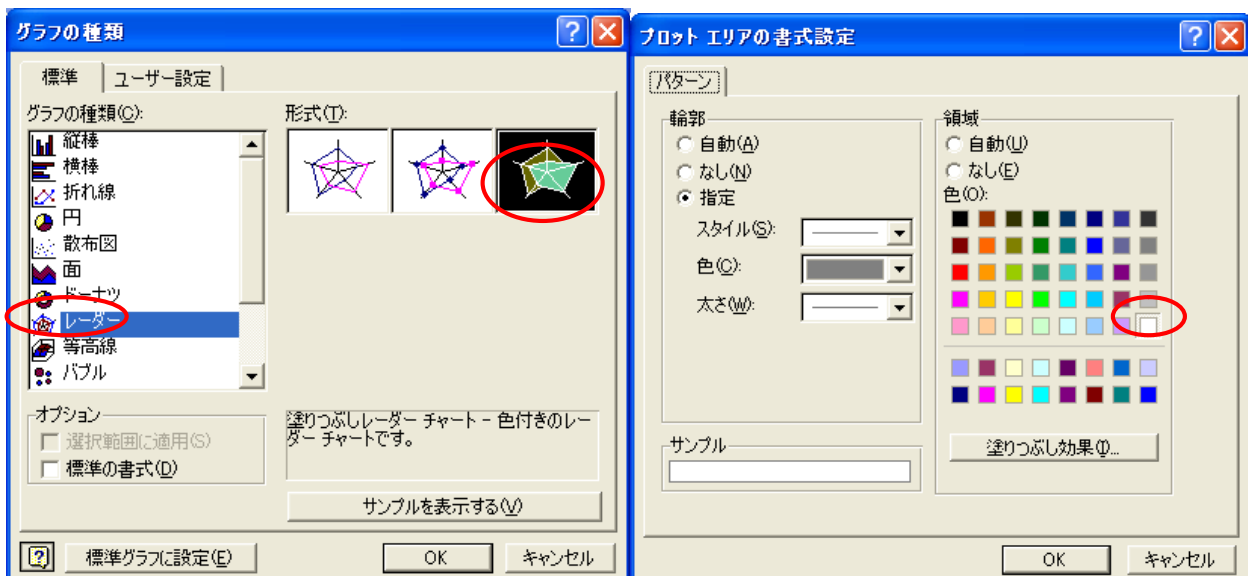 グラフの種類
標準 ユーザー設定
グラフの種類(C):
縦棒
横棒
折れ線
円
散布図
面
ドーナツ
レーダー
等高線
バブル
形式(T):
オプション
選択範囲に適用(S)
標準の書式(D)
塗りつぶしレーダー チャート - 色付きのレー
ダー チャートです。
サンプルを表示する(V)
標準グラフに設定(E) OK キャンセル
プロット エリアの書式設定
パターン
輪郭
自動(A)
なし(N)
指定
スタイル(S):
色(C):
太さ(W):
サンプル
領域
自動(U)
なし(E)
色(O):
塗りつぶし効果(I)...
OK キャンセル